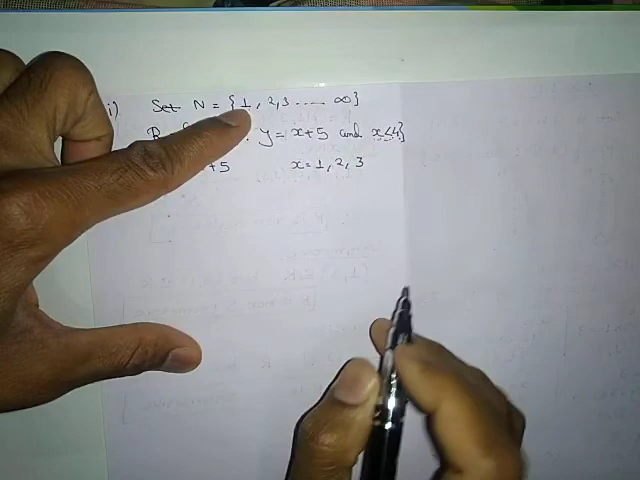 i) Set N = {1, 2, 3 ...... ∞}
R = { : y = x+5 and x<4}
+5 x = 1, 2, 3